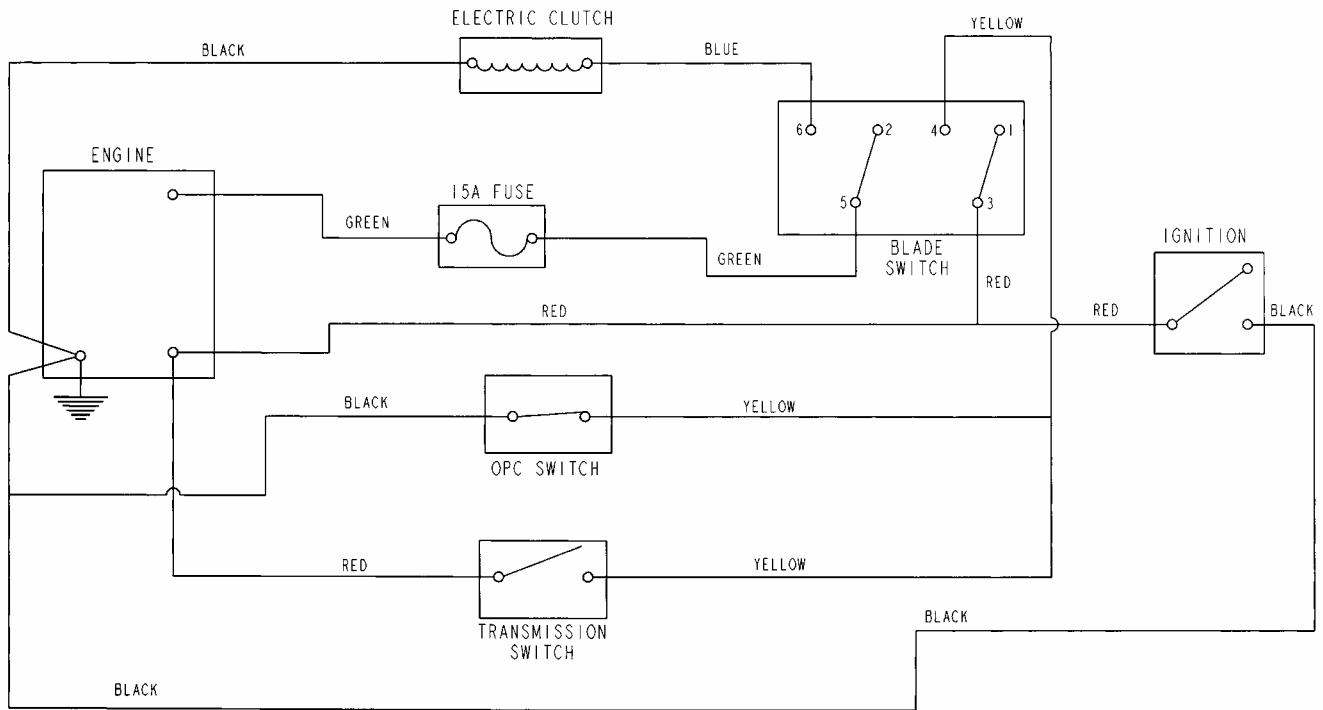 ELECTRIC CLUTCH
YELLOW
BLACK
BLUE
6
2
4
1
ENGINE
15A FUSE
5
3
GREEN
IGNITION
BLADE
SWITCH
GREEN
RED
RED
RED
BLACK
BLACK
YELLOW
OPC SWITCH
RED
YELLOW
BLACK
TRANSMISSION
SWITCH
BLACK